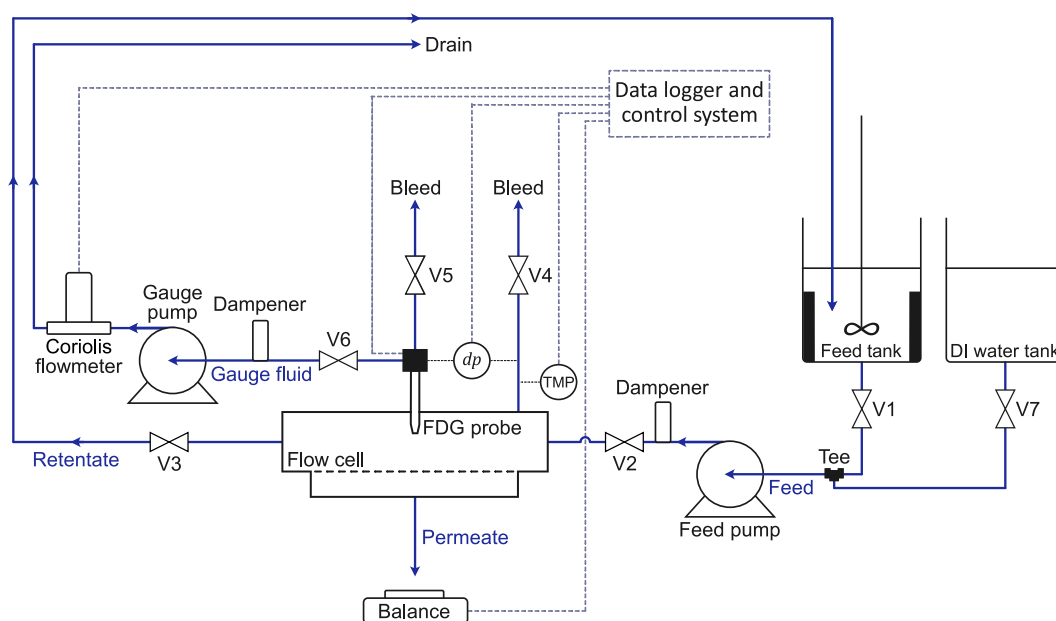 Drain
Data logger and
control system
Bleed
Bleed
V5
V4
Gauge
pump
Dampener
V6
Coriolis
flowmeter
Gauge fluid
dp
TMP
Feed tank
DI water tank
Dampener
V1
V7
FDG probe
Retentate
V3
Flow cell
V2
Tee
Feed
Feed pump
Permeate
Balance